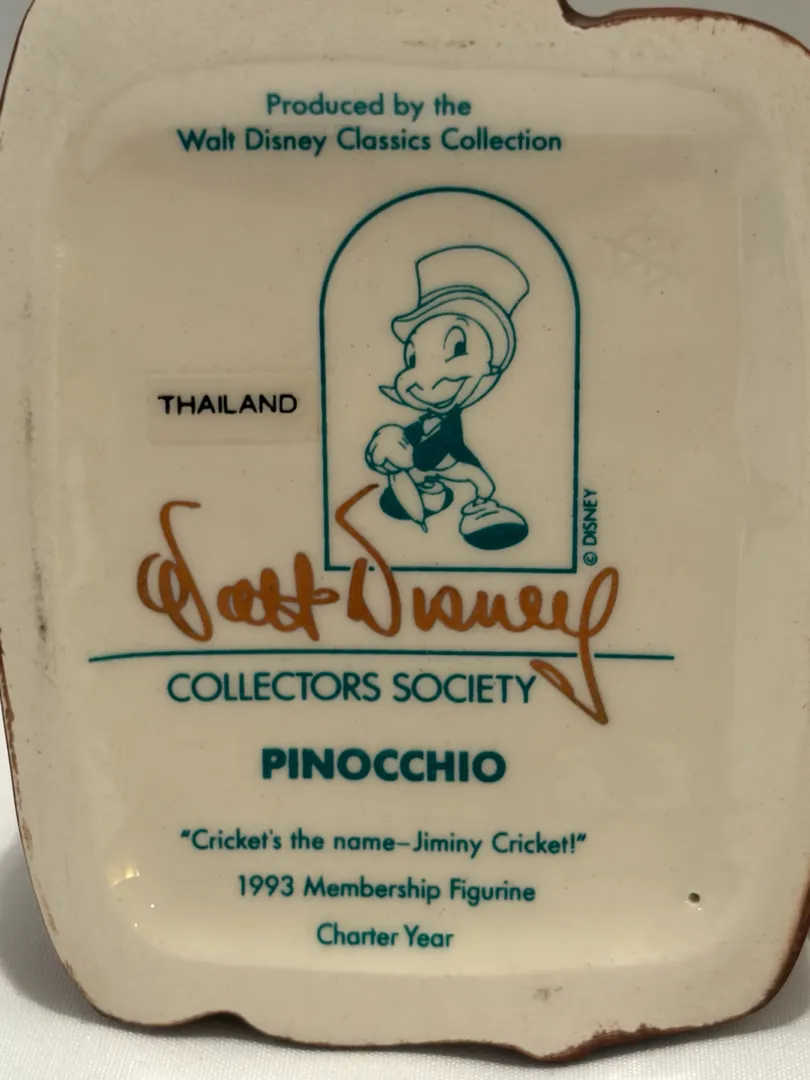 Produced by the
Walt Disney Classics Collection
THAILAND
© DISNEY
Walt Disney
COLLECTORS SOCIETY
PINOCCHIO
"Cricket's the name–Jiminy Cricket!"
1993 Membership Figurine
Charter Year